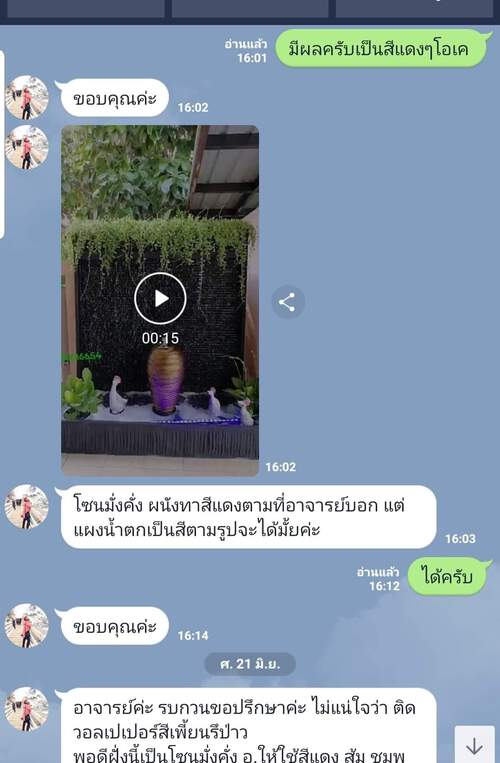 มีผลครับเป็นสีแดงๆโอเค
อ่านแล้ว
16:01
ขอบคุณค่ะ
16:02
00:15
16:02
โซนมั่งคั่ง ผนังทาสีแดงตามที่อาจารย์บอก แต่
แผงน้ำตกเป็นสีตามรูปจะได้มั้ยค่ะ
16:03
ได้ครับ
อ่านแล้ว
16:12
ขอบคุณค่ะ
16:14
ศ. 21 มิ.ย.
อาจารย์ค่ะ รบกวนขอปรึกษาค่ะ ไม่แน่ใจว่า ติด
วอลเปเปอร์สีเพี้ยนรึป่าว
พอดีฝั่งนี้เป็นโซนมั่งคั่ง อ.ให้ใช้สีแดง ส้ม ชมพู